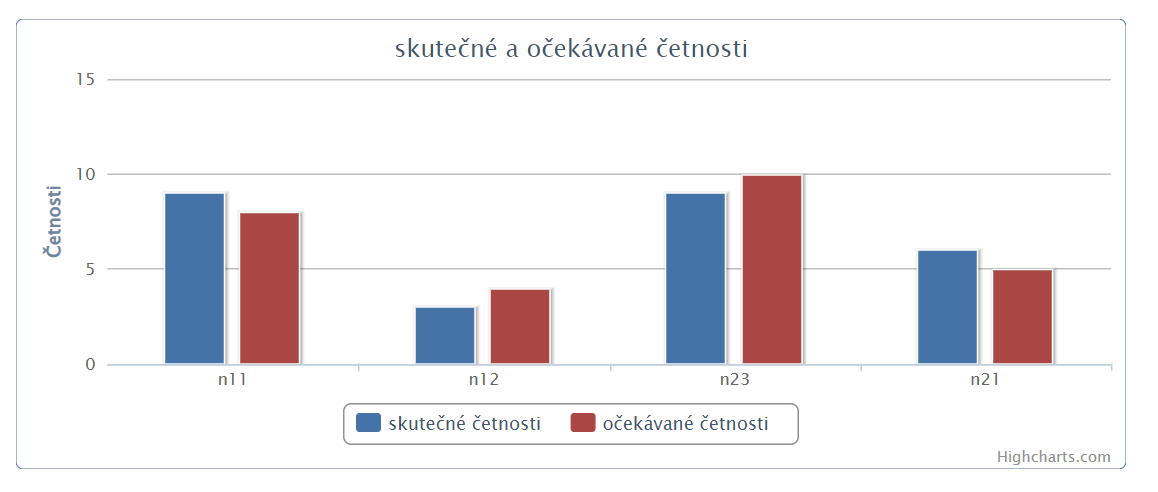 skutečné a očekávané četnosti
Četnosti
15
10
5
0
n11 n12 n23 n21
skutečné četnosti očekávané četnosti
Highcharts.com